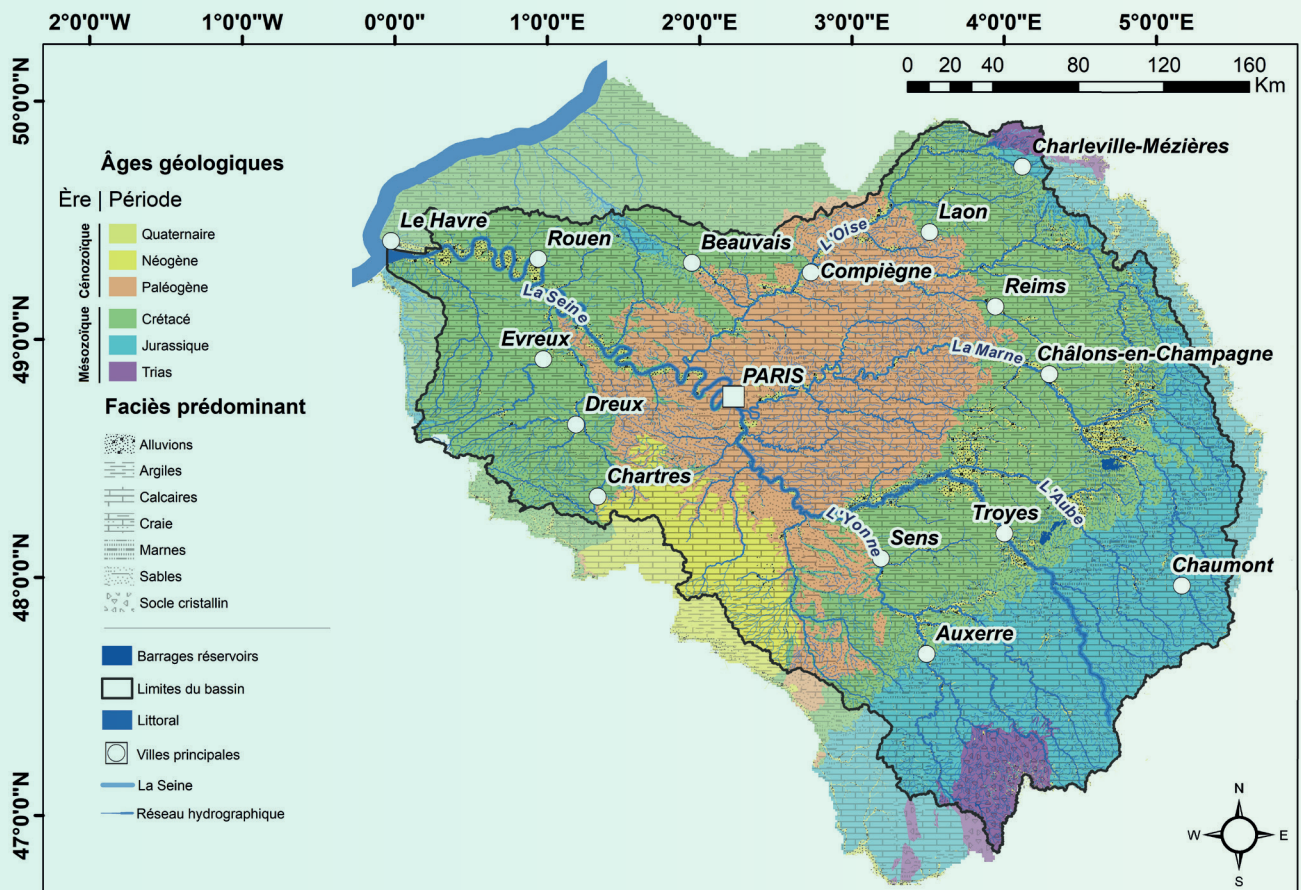 2°0'0"W 1°0'0"W 0°0'0" 1°0'0"E 2°0'0"E 3°0'0"E 4°0'0"E 5°0'0"E
0 20 40 80 120 160
Km
50°0'0"N
49°0'0"N
48°0'0"N
47°0'0"N
Âges géologiques
Ère | Période
Cénozoïque
Quaternaire
Néogène
Paléogène
Mésozoïque
Crétacé
Jurassique
Trias
Faciès prédominant
Alluvions
Argiles
Calcaires
Craie
Marnes
Sables
Socle cristallin
Barrages réservoirs
Limites du bassin
Littoral
Villes principales
La Seine
Réseau hydrographique
Charleville-Mézières
Le Havre
Rouen
Beauvais
L'Oise
Laon
Compiègne
Reims
La Seine
Evreux
La Marne
Châlons-en-Champagne
PARIS
Dreux
Chartres
L'Yonne
Sens
Troyes
L'Aube
Chaumont
Auxerre
N
W E
S